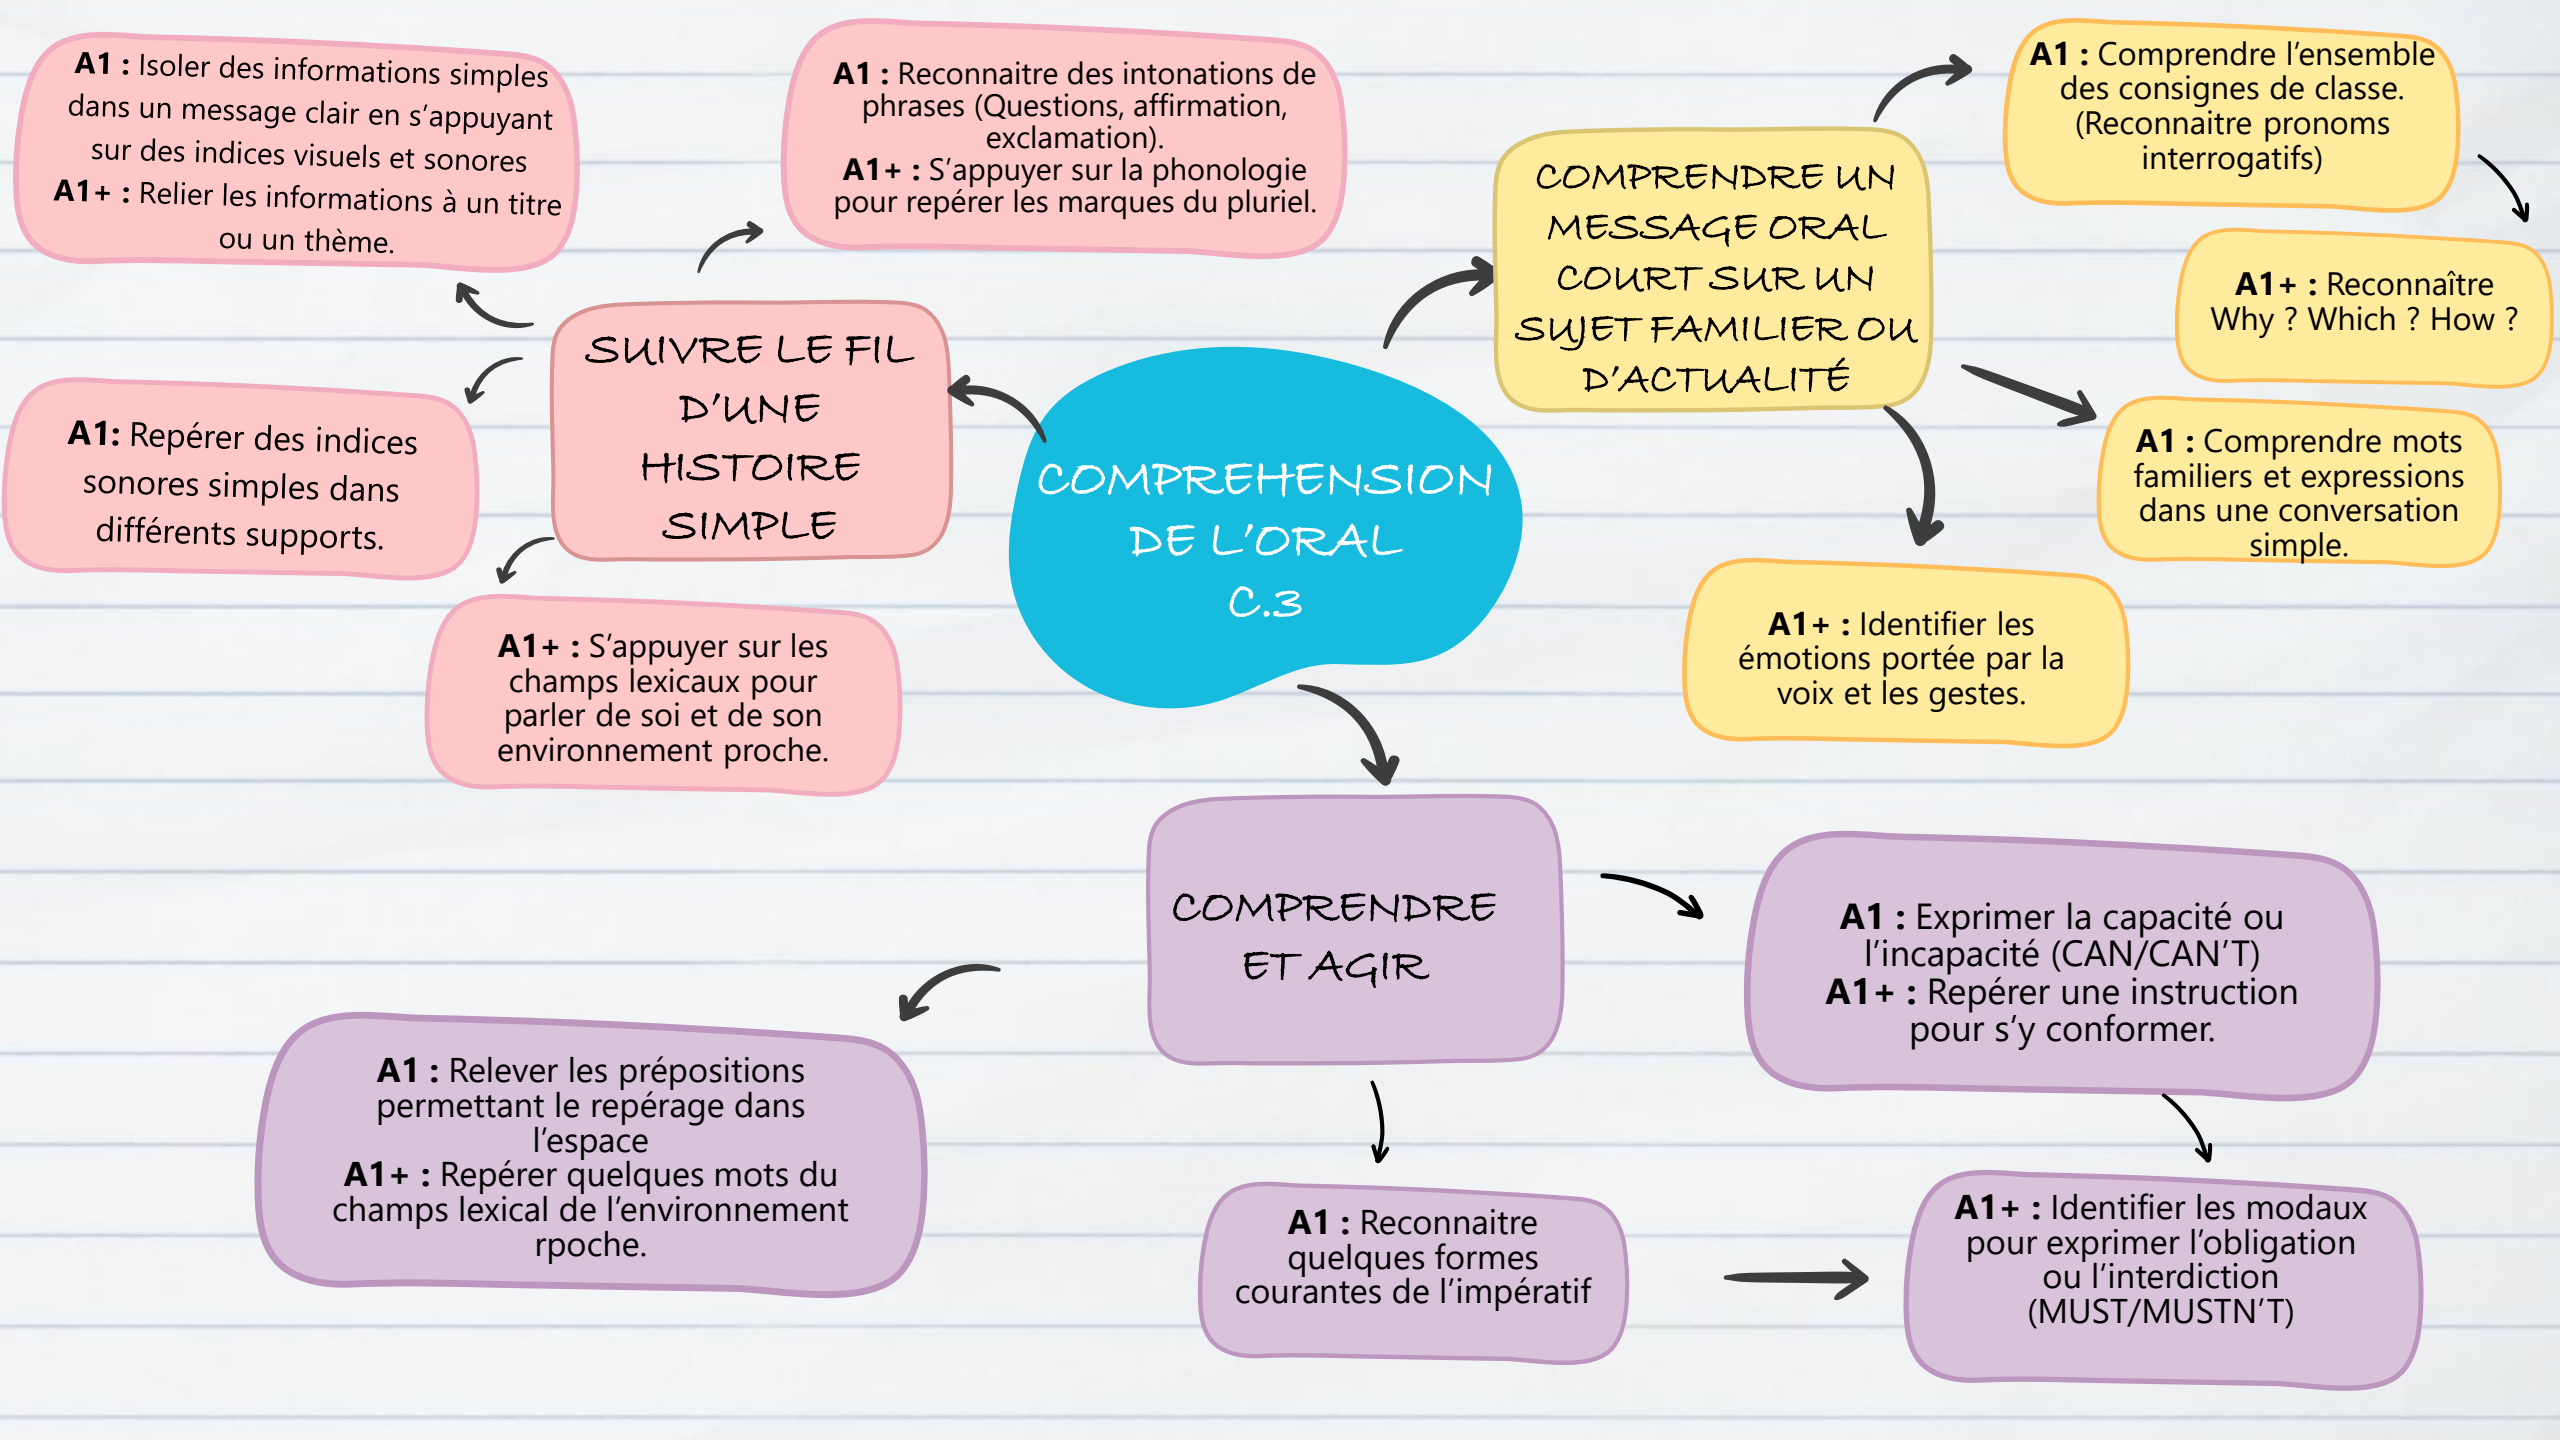 A1 : Isoler des informations simples
dans un message clair en s’appuyant
sur des indices visuels et sonores
A1+ : Relier les informations à un titre
ou un thème.
A1 : Reconnaitre des intonations de
phrases (Questions, affirmation,
exclamation).
A1+ : S’appuyer sur la phonologie
pour repérer les marques du pluriel.
A1 : Comprendre l’ensemble
des consignes de classe.
(Reconnaitre pronoms
interrogatifs)
COMPRENDRE UN
MESSAGE ORAL
COURT SUR UN
SUJET FAMILIER OU
D’ACTUALITÉ
A1+ : Reconnaître
Why ? Which ? How ?
SUIVRE LE FIL
D’UNE
HISTOIRE
SIMPLE
A1: Repérer des indices
sonores simples dans
différents supports.
COMPREHENSION
DE L’ORAL
C.3
A1 : Comprendre mots
familiers et expressions
dans une conversation
simple.
A1+ : S’appuyer sur les
champs lexicaux pour
parler de soi et de son
environnement proche.
A1+ : Identifier les
émotions portée par la
voix et les gestes.
COMPRENDRE
ET AGIR
A1 : Exprimer la capacité ou
l’incapacité (CAN/CAN’T)
A1+ : Repérer une instruction
pour s’y conformer.
A1 : Relever les prépositions
permettant le repérage dans
l’espace
A1+ : Repérer quelques mots du
champs lexical de l’environnement
rpoche.
A1 : Reconnaitre
quelques formes
courantes de l’impératif
A1+ : Identifier les modaux
pour exprimer l’obligation
ou l’interdiction
(MUST/MUSTN’T)